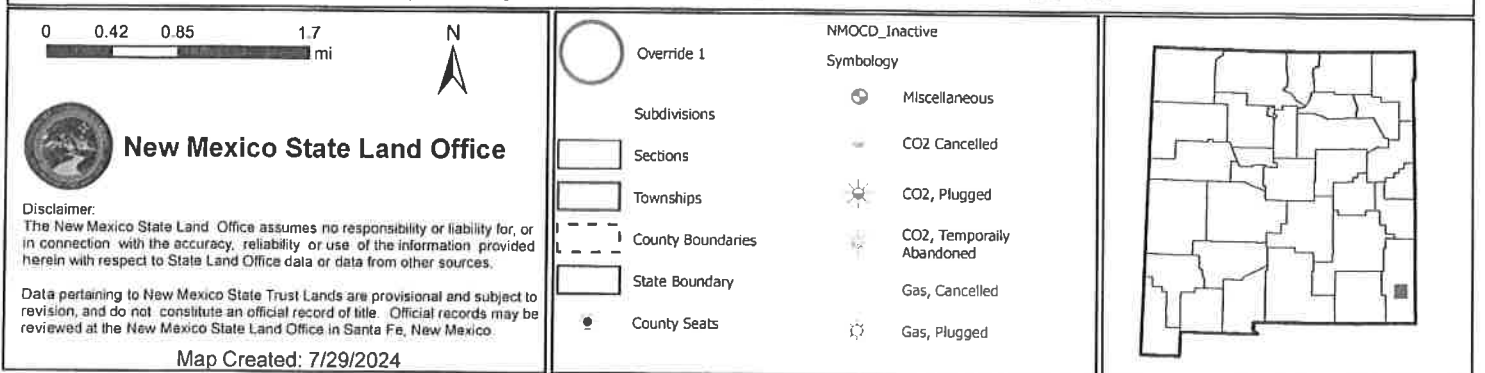 0 0.42 0.85 1.7
mi
N
New Mexico State Land Office
Disclaimer:
The New Mexico State Land Office assumes no responsibility or liability for, or
in connection with the accuracy, reliability or use of the information provided
herein with respect to State Land Office data or data from other sources.
Data pertaining to New Mexico State Trust Lands are provisional and subject to
revision, and do not constitute an official record of title. Official records may be
reviewed at the New Mexico State Land Office in Santa Fe, New Mexico.
Map Created: 7/29/2024
Override 1
Subdivisions
Sections
Townships
County Boundaries
State Boundary
County Seats
NMOCD_Inactive
Symbology
Miscellaneous
CO2 Cancelled
CO2, Plugged
CO2, Temporaily
Abandoned
Gas, Cancelled
Gas, Plugged